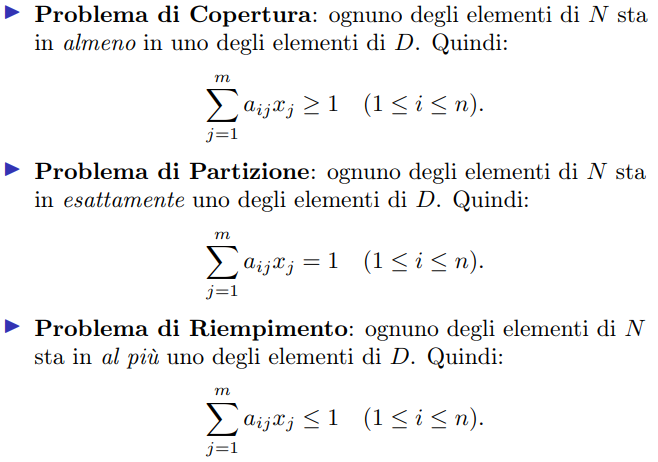 ▶ Problema di Copertura: ognuno degli elementi di N sta
in almeno in uno degli elementi di D. Quindi:
$\sum_{j=1}^{m} a_{ij} x_j \geq 1 \quad (1 \leq i \leq n).$
▶ Problema di Partizione: ognuno degli elementi di N sta
in esattamente uno degli elementi di D. Quindi:
$\sum_{j=1}^{m} a_{ij} x_j = 1 \quad (1 \leq i \leq n).$
▶ Problema di Riempimento: ognuno degli elementi di N
sta in al più uno degli elementi di D. Quindi:
$\sum_{j=1}^{m} a_{ij} x_j \leq 1 \quad (1 \leq i \leq n).$